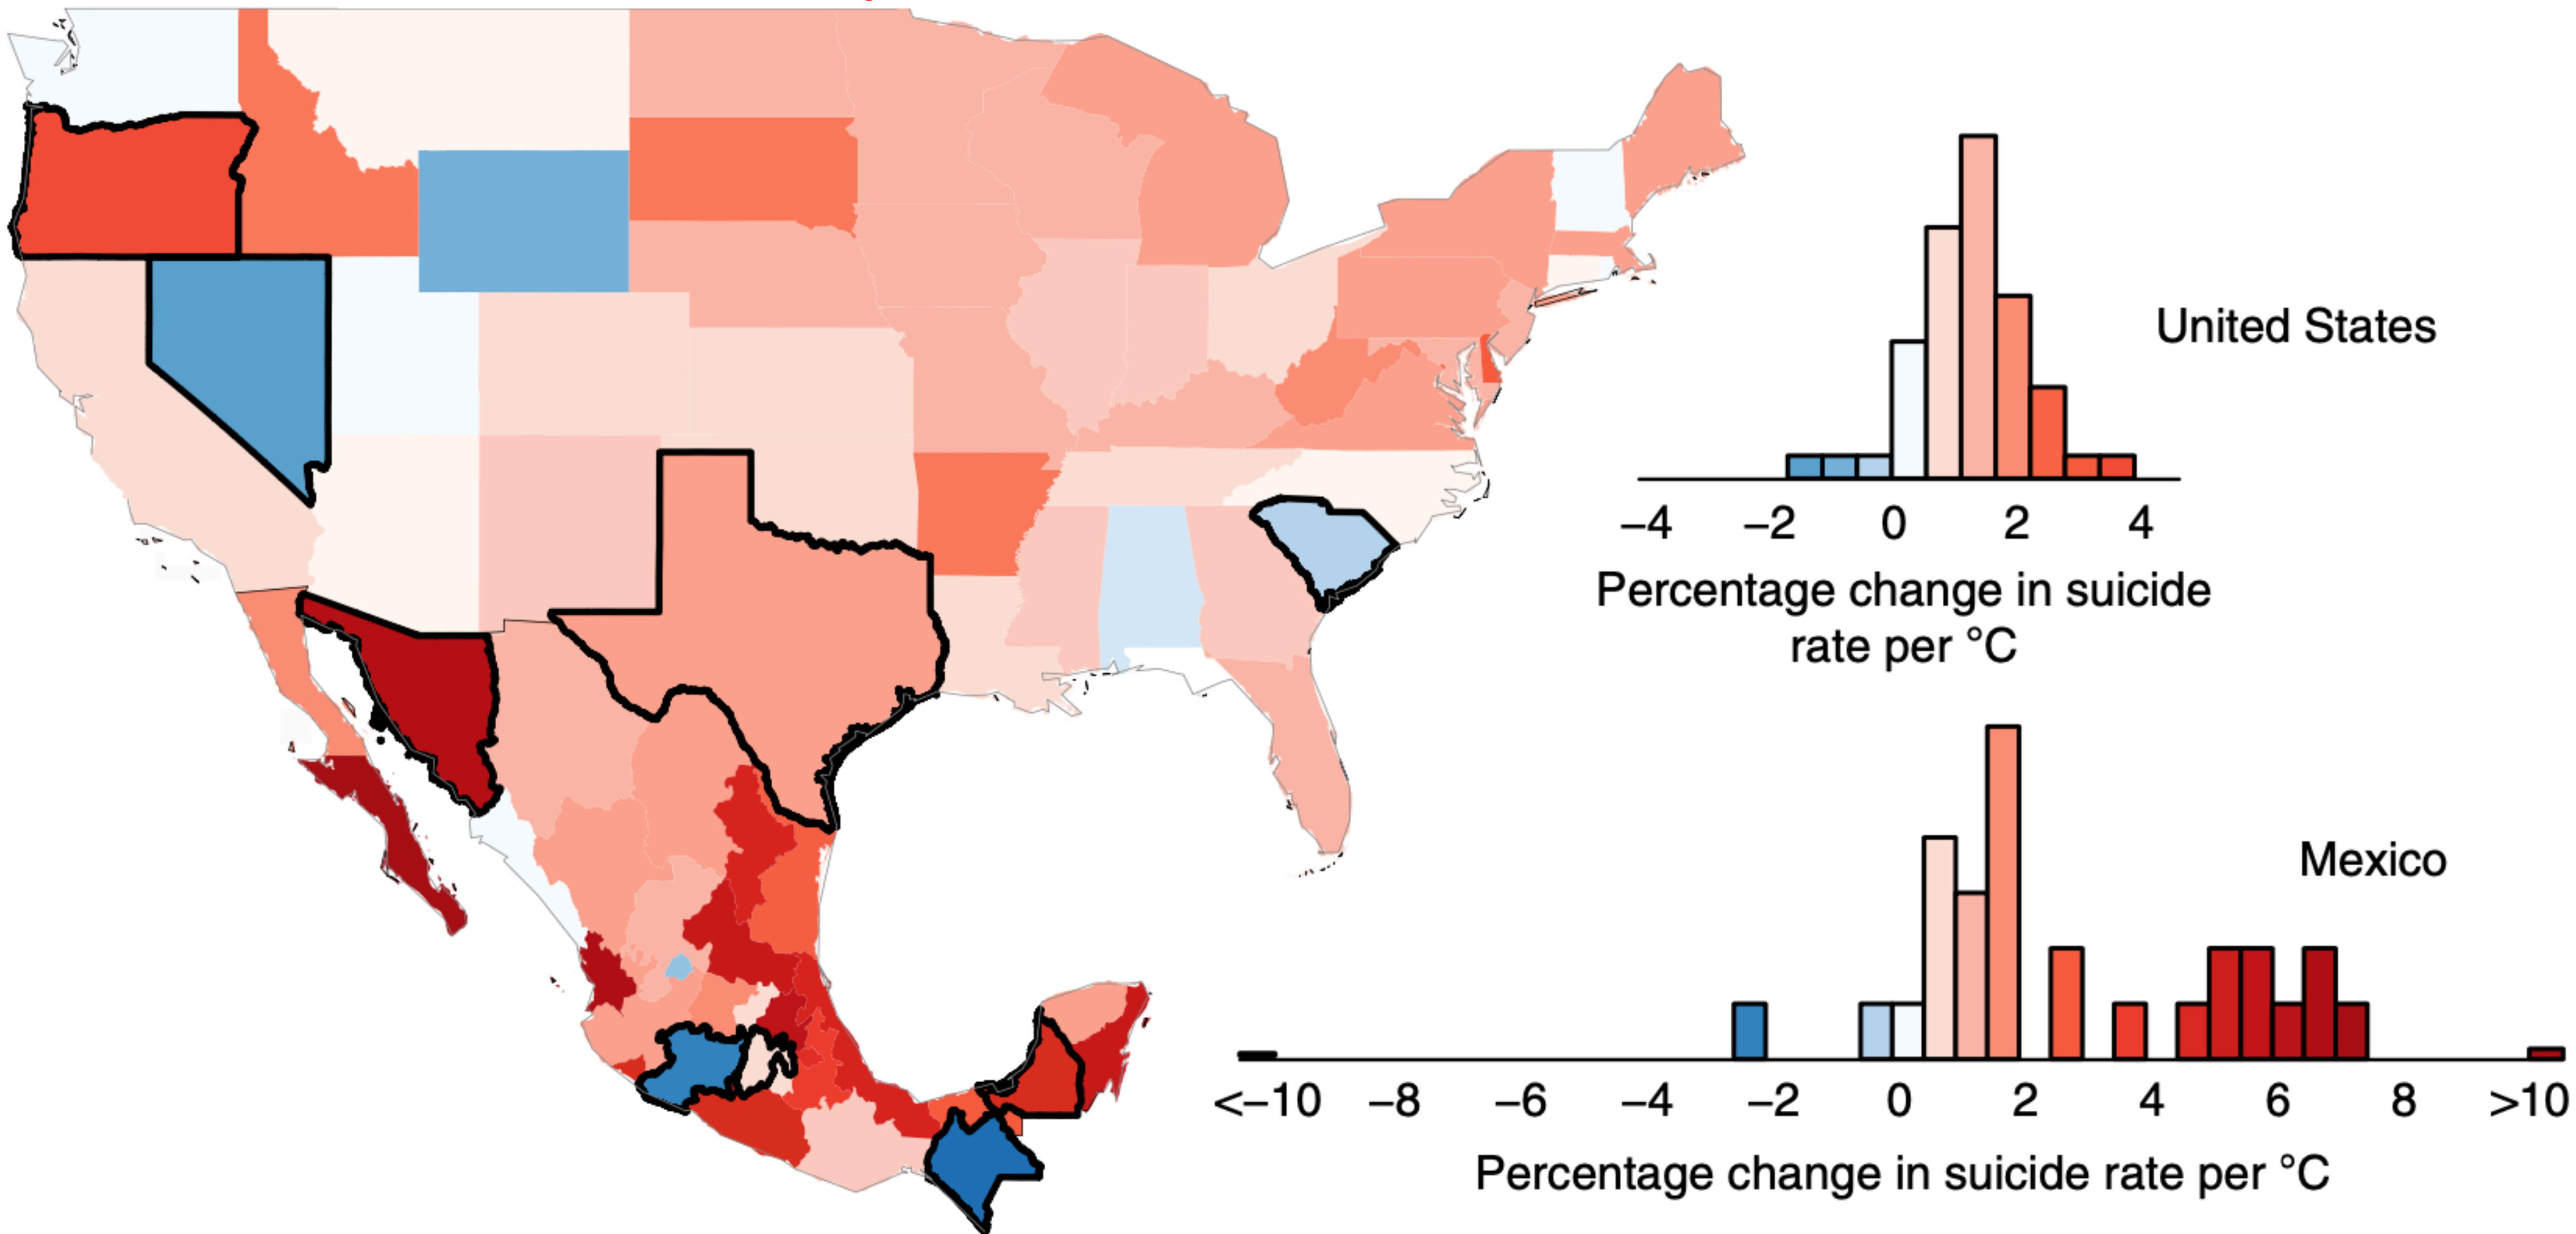 United States
−4 −2 0 2 4
Percentage change in suicide
rate per °C
Mexico
<−10 −8 −6 −4 −2 0 2 4 6 8 >10
Percentage change in suicide rate per °C